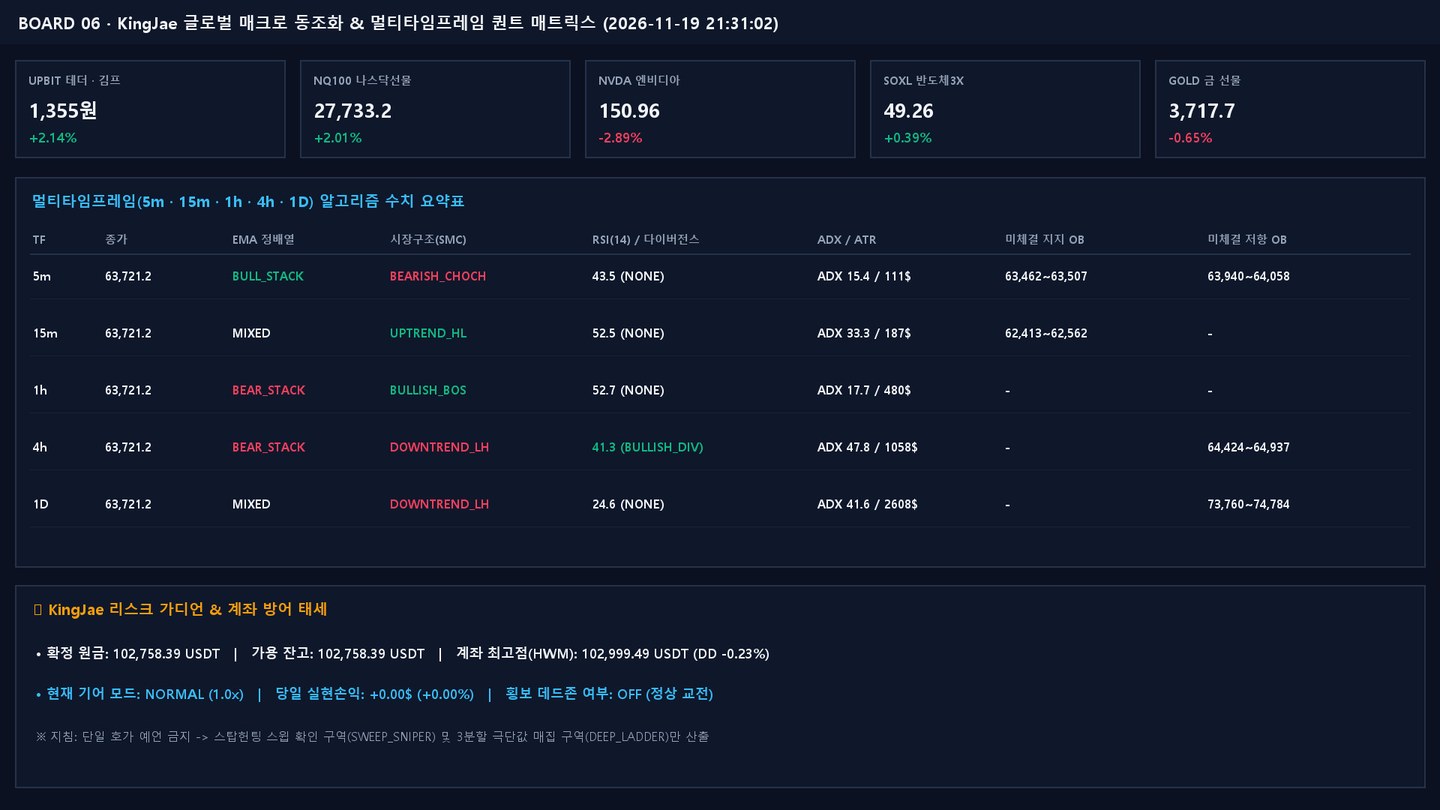 BOARD 06 · KingJae 글로벌 매크로 동조화 & 멀티타임프레임 퀀트 매트릭스 (2026-11-19 21:31:02)
UPBIT 테더 · 김프
1,355원
+2.14%
NQ100 나스닥선물
27,733.2
+2.01%
NVDA 엔비디아
150.96
-2.89%
SOXL 반도체3X
49.26
+0.39%
GOLD 금 선물
3,717.7
-0.65%
멀티타임프레임(5m · 15m · 1h · 4h · 1D) 알고리즘 수치 요약표
TF 종가 EMA 정배열 시장구조(SMC) RSI(14) / 다이버전스 ADX / ATR 미체결 지지 OB 미체결 저항 OB
5m 63,721.2 BULL_STACK BEARISH_CHOCH 43.5 (NONE) ADX 15.4 / 111$ 63,462~63,507 63,940~64,058
15m 63,721.2 MIXED UPTREND_HL 52.5 (NONE) ADX 33.3 / 187$ 62,413~62,562 -
1h 63,721.2 BEAR_STACK BULLISH_BOS 52.7 (NONE) ADX 17.7 / 480$ - -
4h 63,721.2 BEAR_STACK DOWNTREND_LH 41.3 (BULLISH_DIV) ADX 47.8 / 1058$ - 64,424~64,937
1D 63,721.2 MIXED DOWNTREND_LH 24.6 (NONE) ADX 41.6 / 2608$ - 73,760~74,784
KingJae 리스크 가디언 & 계좌 방어 태세
• 확정 원금: 102,758.39 USDT | 가용 잔고: 102,758.39 USDT | 계좌 최고점(HWM): 102,999.49 USDT (DD -0.23%)
• 현재 기어 모드: NORMAL (1.0x) | 당일 실현손익: +0.00$ (+0.00%) | 횡보 데드존 여부: OFF (정상 교전)
※ 지침: 단일 호가 예언 금지 -> 스탑헌팅 스윕 확인 구역(SWEEP_SNIPER) 및 3분할 극단값 매집 구역(DEEP_LADDER)만 산출